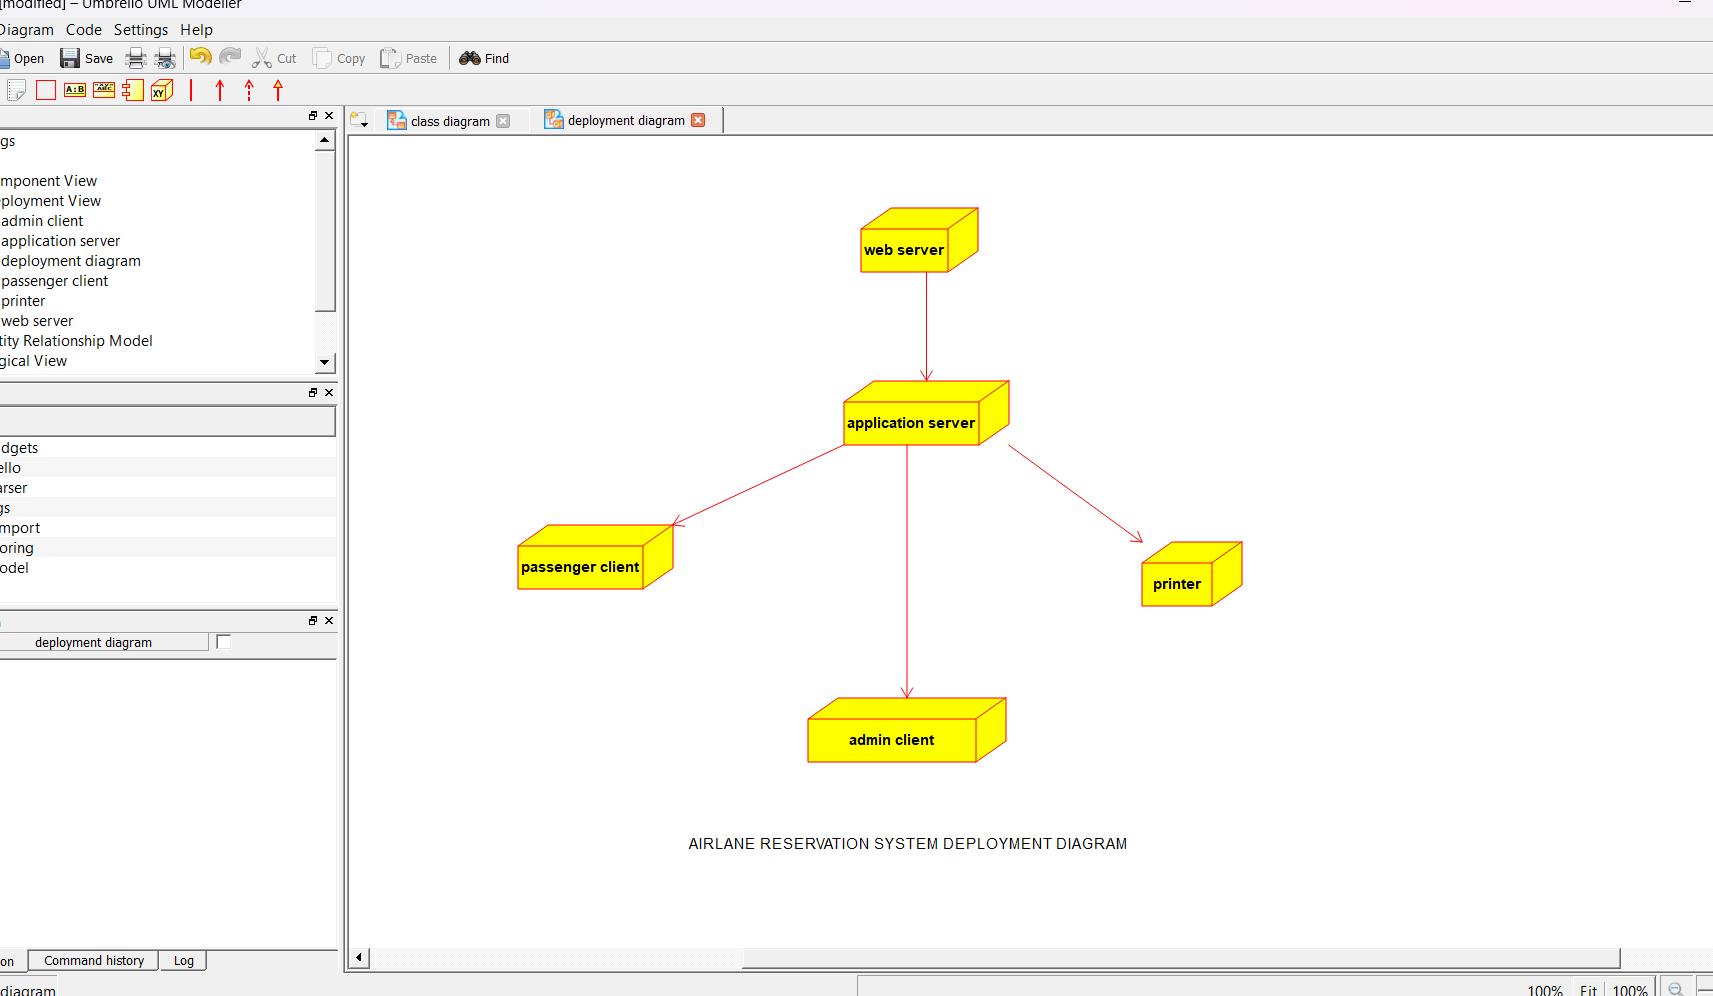 [modified] – Umbrello UML Modeller
Diagram Code Settings Help
Open Save Cut Copy Paste Find
A:B ABC XY
class diagram deployment diagram
gs
mponent View
ployment View
admin client
application server
deployment diagram
passenger client
printer
web server
tity Relationship Model
gical View
dgets
ello
arser
gs
mport
oring
odel
deployment diagram
on Command history Log
diagram
web server
application server
passenger client
printer
admin client
AIRLANE RESERVATION SYSTEM DEPLOYMENT DIAGRAM
100% Fit 100%